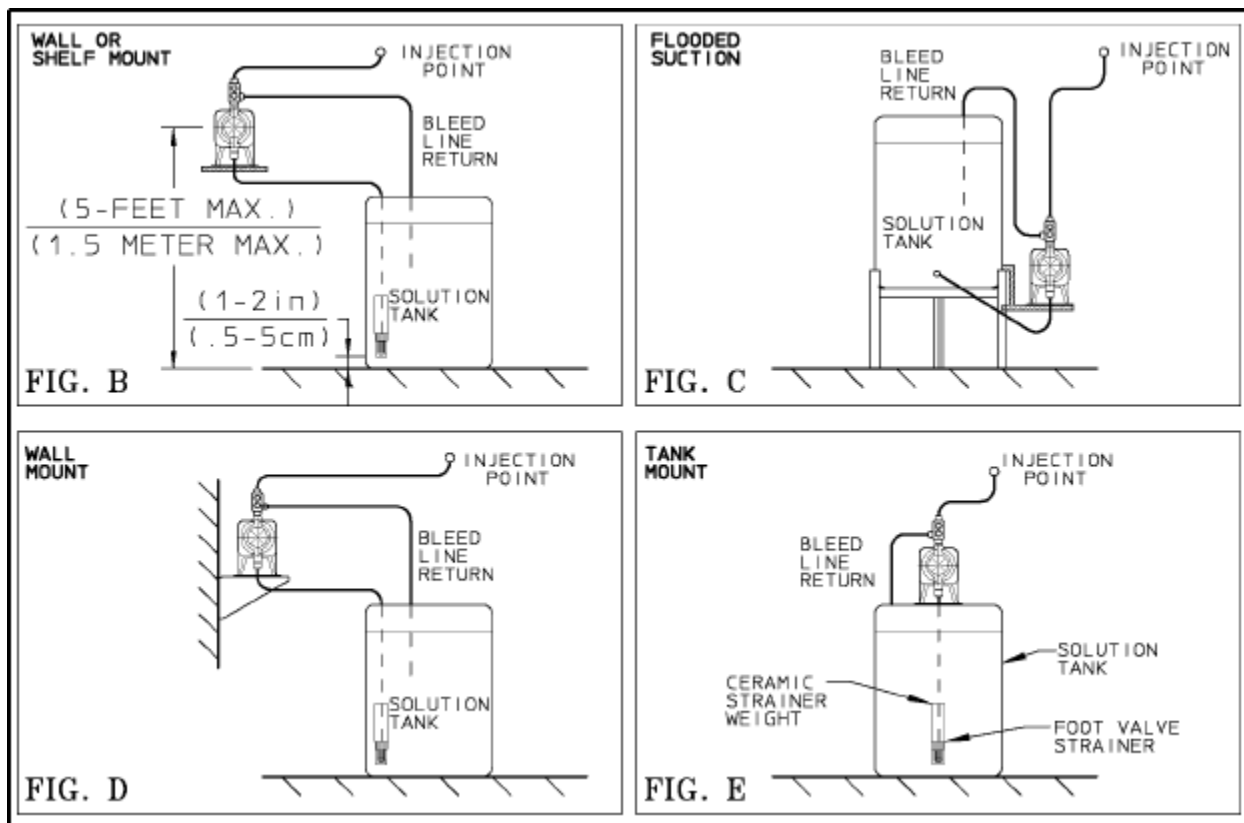 WALL OR
SHELF MOUNT
INJECTION
POINT
BLEED
LINE
RETURN
(5-FEET MAX.)
(1.5 METER MAX.)
(1-2in)
(.5-5cm)
SOLUTION
TANK
FIG. B
FLOODED
SUCTION
BLEED
LINE
RETURN
INJECTION
POINT
SOLUTION
TANK
FIG. C
WALL
MOUNT
INJECTION
POINT
BLEED
LINE
RETURN
SOLUTION
TANK
FIG. D
TANK
MOUNT
INJECTION
POINT
BLEED
LINE
RETURN
SOLUTION
TANK
CERAMIC
STRAINER
WEIGHT
FOOT VALVE
STRAINER
FIG. E